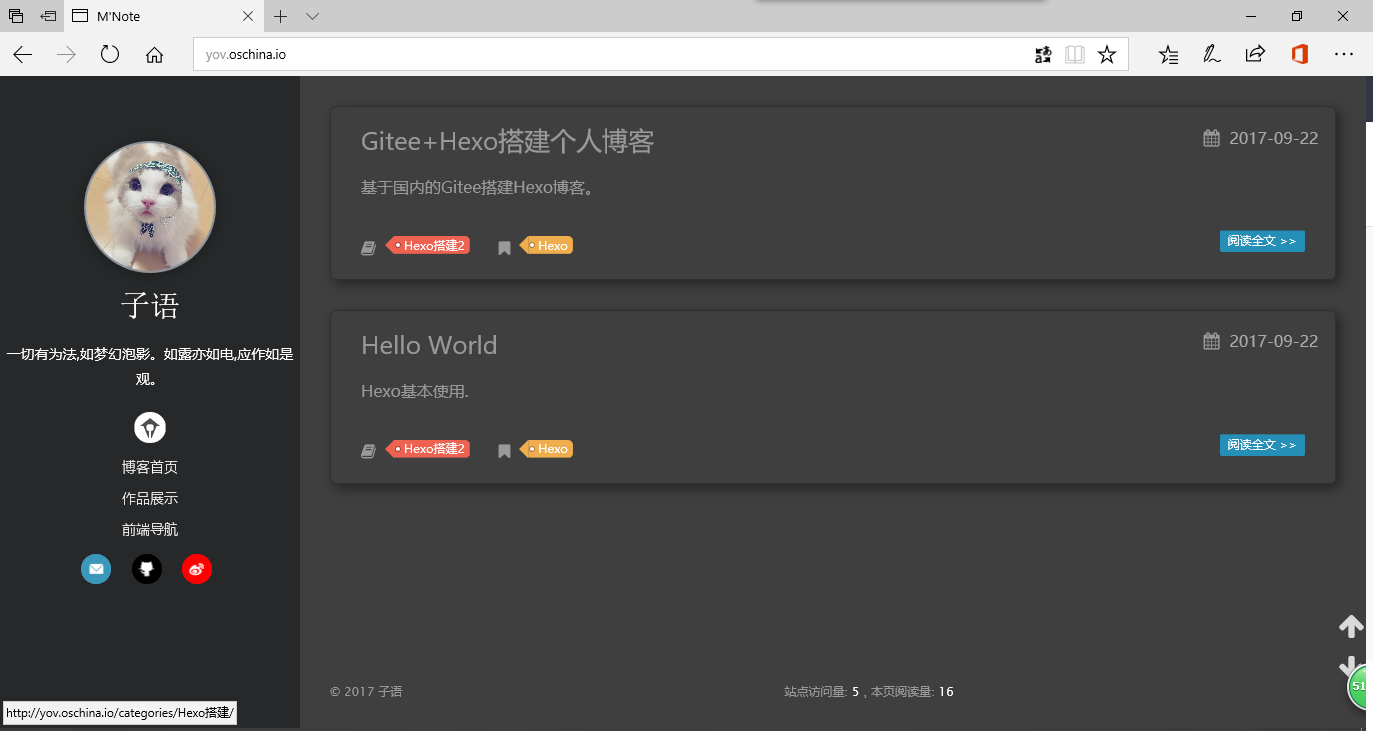 M'Note
yov.oschina.io
子语
一切有为法,如梦幻泡影。如露亦如电,应作如是
观。
博客首页
作品展示
前端导航
Gitee+Hexo搭建个人博客
2017-09-22
基于国内的Gitee搭建Hexo博客。
Hexo搭建2
Hexo
阅读全文 >>
Hello World
2017-09-22
Hexo基本使用.
Hexo搭建2
Hexo
阅读全文 >>
© 2017 子语
站点访问量: 5 , 本页阅读量: 16
51
http://yov.oschina.io/categories/Hexo搭建/